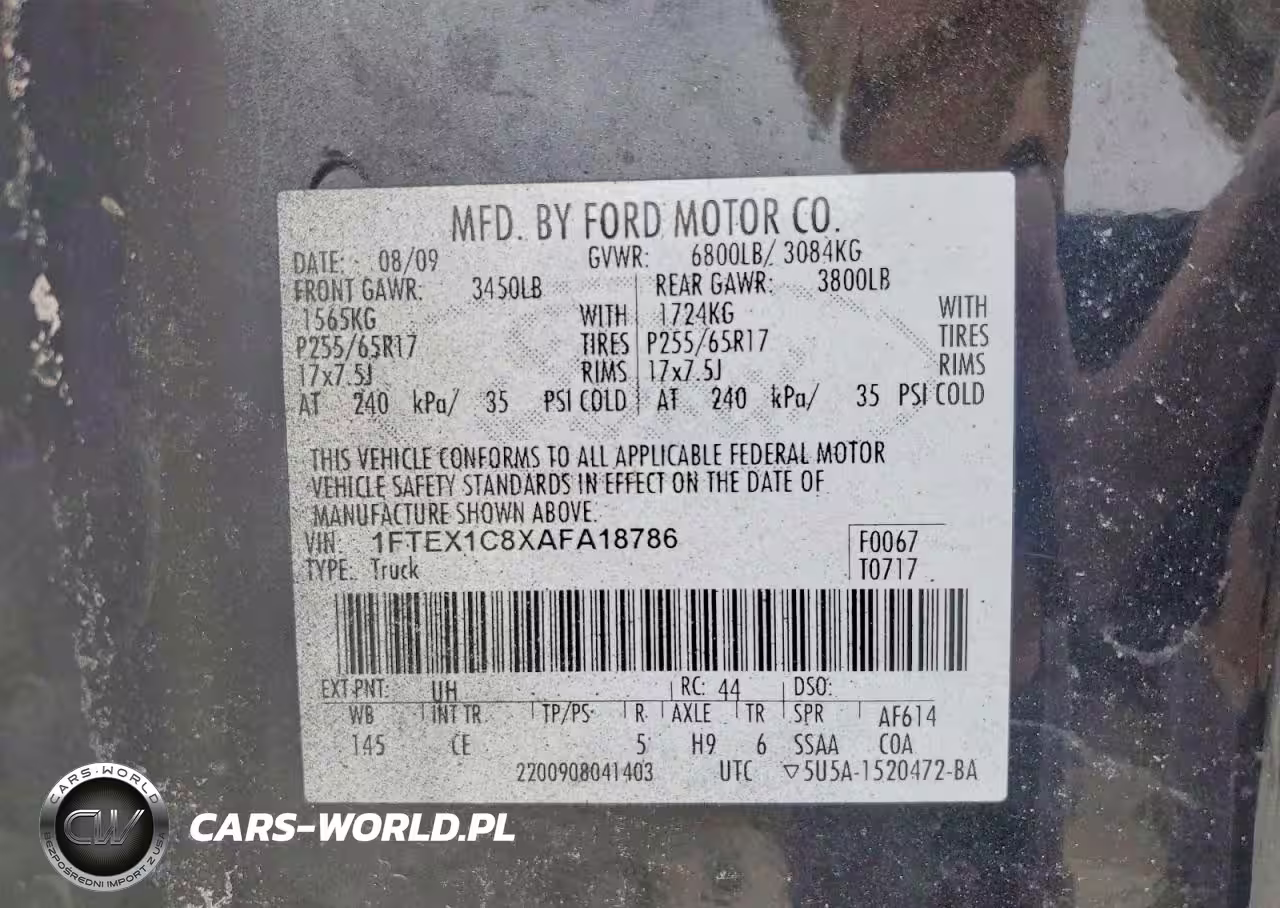 MFD. BY FORD MOTOR CO.
DATE: 08/09 GVWR: 6800LB/ 3084KG
FRONT GAWR: 3450LB REAR GAWR: 3800LB
1565KG WITH 1724KG WITH
P255/65R17 TIRES P255/65R17 TIRES
17x7.5J RIMS 17x7.5J RIMS
AT 240 kPa/ 35 PSI COLD AT 240 kPa/ 35 PSI COLD
THIS VEHICLE CONFORMS TO ALL APPLICABLE FEDERAL MOTOR
VEHICLE SAFETY STANDARDS IN EFFECT ON THE DATE OF
MANUFACTURE SHOWN ABOVE.
VIN: 1FTEX1C8XAFA18786 F0067
TYPE: Truck T0717
EXT PNT: UH RC: 44 DSO:
WB INT TR TP/PS R AXLE TR SPR AF614
145 CE 5 H9 6 SSAA COA
2200908041403 UTC ▽5U5A-1520472-BA
CARS-WORLD
CW
BEZPOŚREDNI IMPORT Z USA
CARS-WORLD.PL